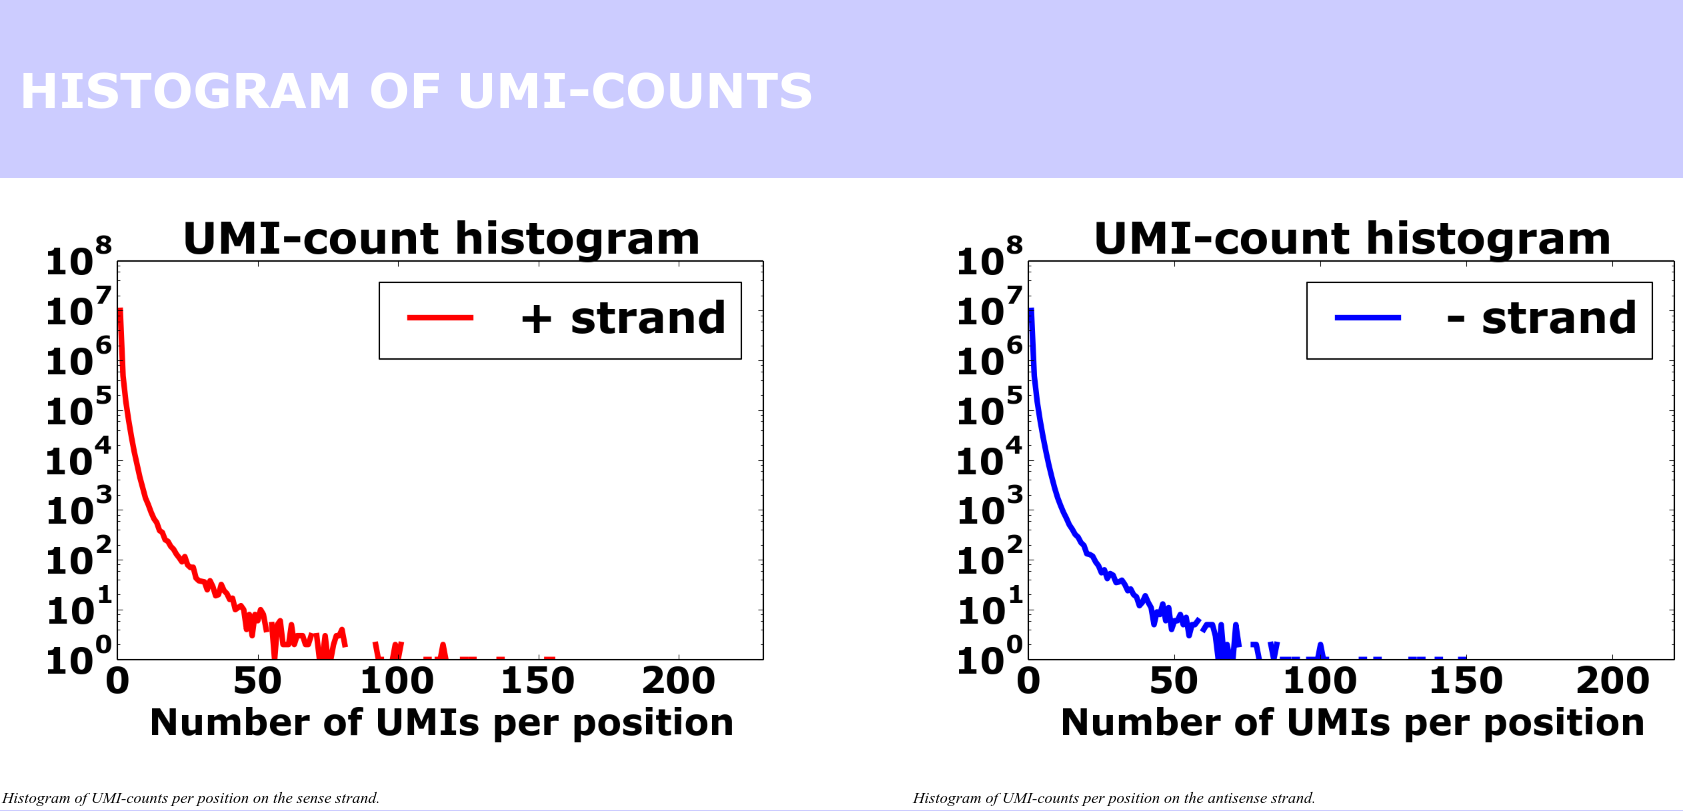 HISTOGRAM OF UMI-COUNTS
UMI-count histogram
10^8
10^7
10^6
10^5
10^4
10^3
10^2
10^1
10^0
+ strand
0 50 100 150 200
Number of UMIs per position
Histogram of UMI-counts per position on the sense strand.
UMI-count histogram
10^8
10^7
10^6
10^5
10^4
10^3
10^2
10^1
10^0
- strand
0 50 100 150 200
Number of UMIs per position
Histogram of UMI-counts per position on the antisense strand.